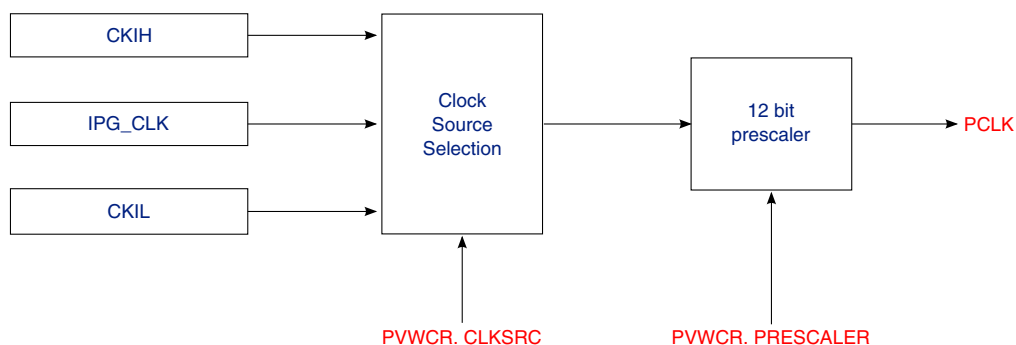 CKIH
IPG_CLK
CKIL
Clock
Source
Selection
12 bit
prescaler
PCLK
PVWCR. CLKSRC
PVWCR. PRESCALER